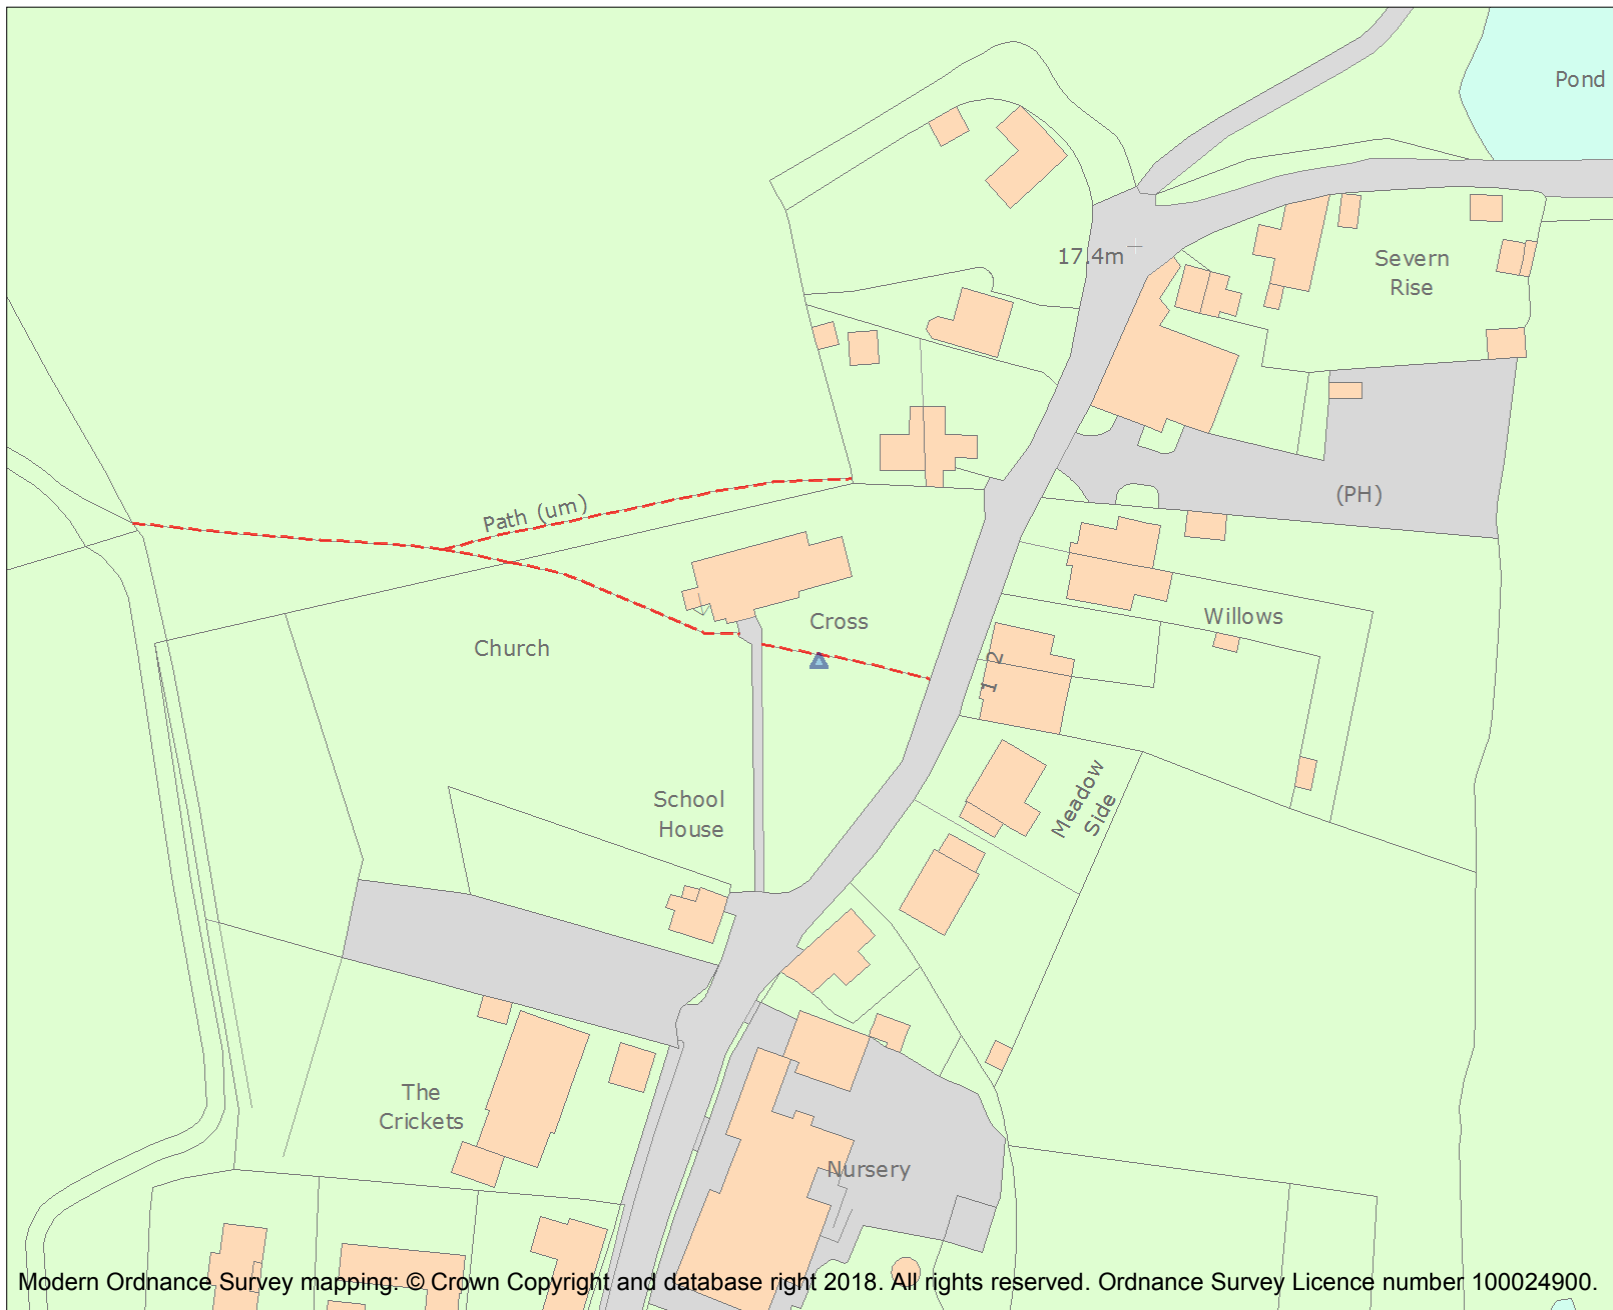 Pond
17.4m
Severn
Rise
Path (um)
(PH)
Willows
Cross
Church
1 2
Meadow
Side
School
House
The
Crickets
Nursery
Modern Ordnance Survey mapping: © Crown Copyright and database right 2018. All rights reserved. Ordnance Survey Licence number 100024900.